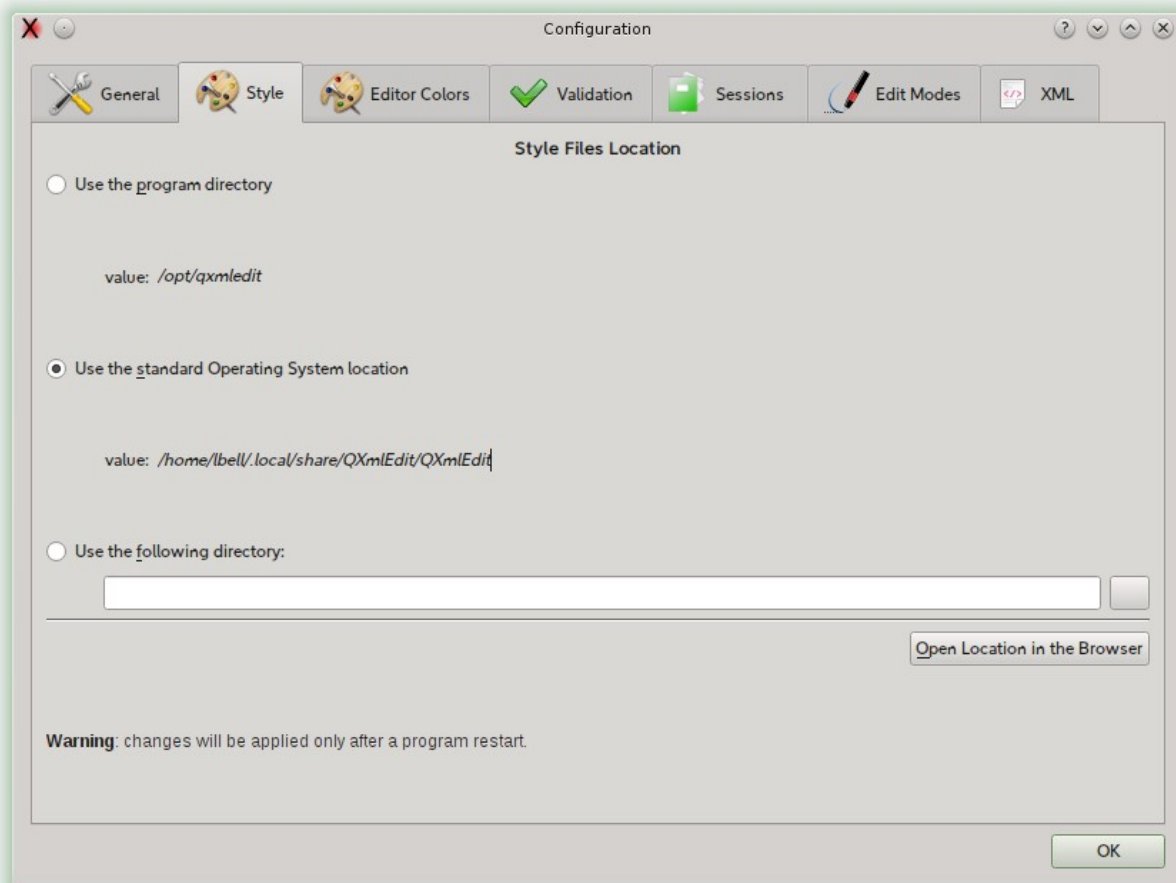 Configuration
General
Style
Editor Colors
Validation
Sessions
Edit Modes
XML
Style Files Location
Use the program directory
value: /opt/qxmledit
Use the standard Operating System location
value: /home/lbell/.local/share/QXmlEdit/QXmlEdit
Use the following directory:
Open Location in the Browser
Warning: changes will be applied only after a program restart.
OK